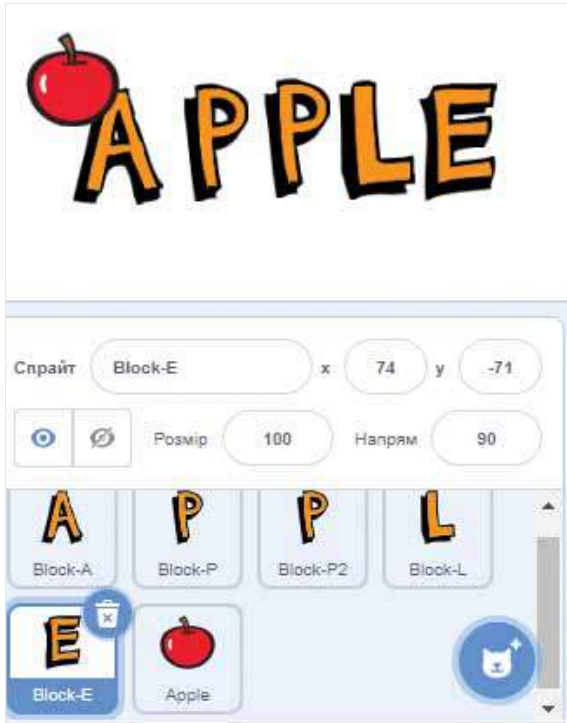 APPLE
Спрайт Block-E x 74 y -71
Розмір 100 Напрям 90
A P P L
Block-A Block-P Block-P2 Block-L
E
Block-E Apple